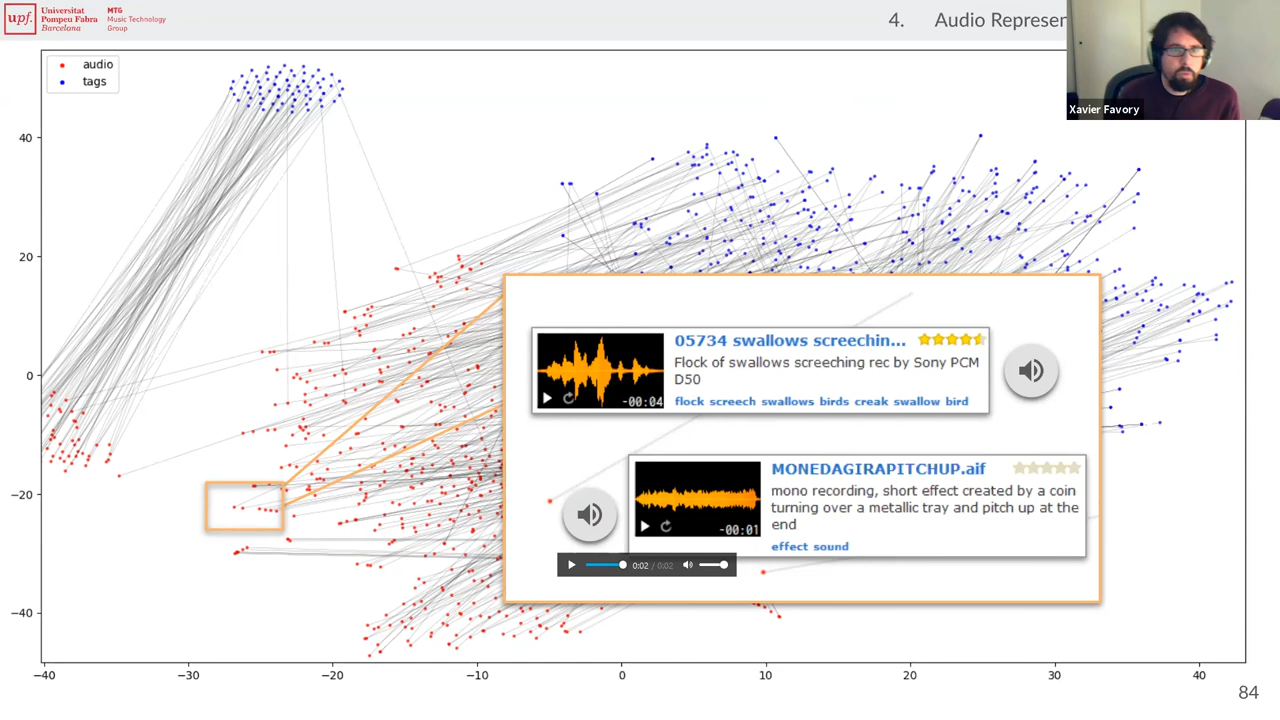 upf.
Universitat
Pompeu Fabra
Barcelona
MTG
Music Technology
Group
4. Audio Represer
Xavier Favory
audio
tags
40
20
0
−20
−40
−40 −30 −20 −10 0 10 20 30 40
05734 swallows screechin...
Flock of swallows screeching rec by Sony PCM
D50
-00:04
flock screech swallows birds creak swallow bird
MONEDAGIRAPITCHUP.aif
mono recording, short effect created by a coin
turning over a metallic tray and pitch up at the
end
-00:01
effect sound
0:02 / 0:02
84